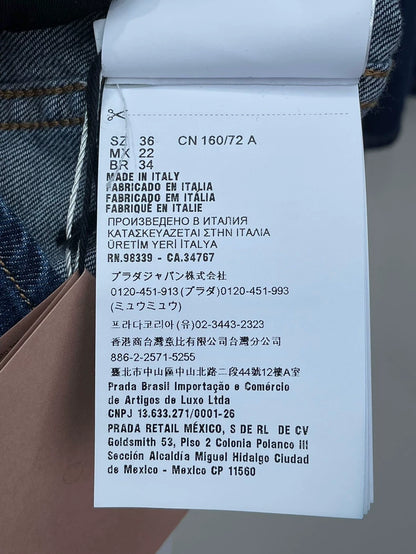 SZ 36 CN 160/72 A
MX 22
BR 34
MADE IN ITALY
FABRICADO EN ITALIA
FABRICADO EM ITÁLIA
FABRIQUÉ EN ITALIE
ПРОИЗВЕДЕНО В ИТАЛИЯ
ΚΑΤΑΣΚΕΥΑΖΕΤΑΙ ΣΤΗΝ ΙΤΑΛΙΑ
ÜRETİM YERİ İTALYA
RN.98339 - CA.34767
プラダジャパン株式会社
0120-451-913(プラダ)0120-451-993
(ミュウミュウ)
프라다코리아(유)02-3443-2323
香港商台灣意比有限公司台灣分公司
886-2-2571-5255
臺北市中山區中山北路二段44號12樓A室
Prada Brasil Importação e Comércio
de Artigos de Luxo Ltda
CNPJ 13.633.271/0001-26
PRADA RETAIL MÉXICO, S DE RL DE CV
Goldsmith 53, Piso 2 Colonia Polanco III
Sección Alcaldía Miguel Hidalgo Ciudad
de Mexico - Mexico CP 11560